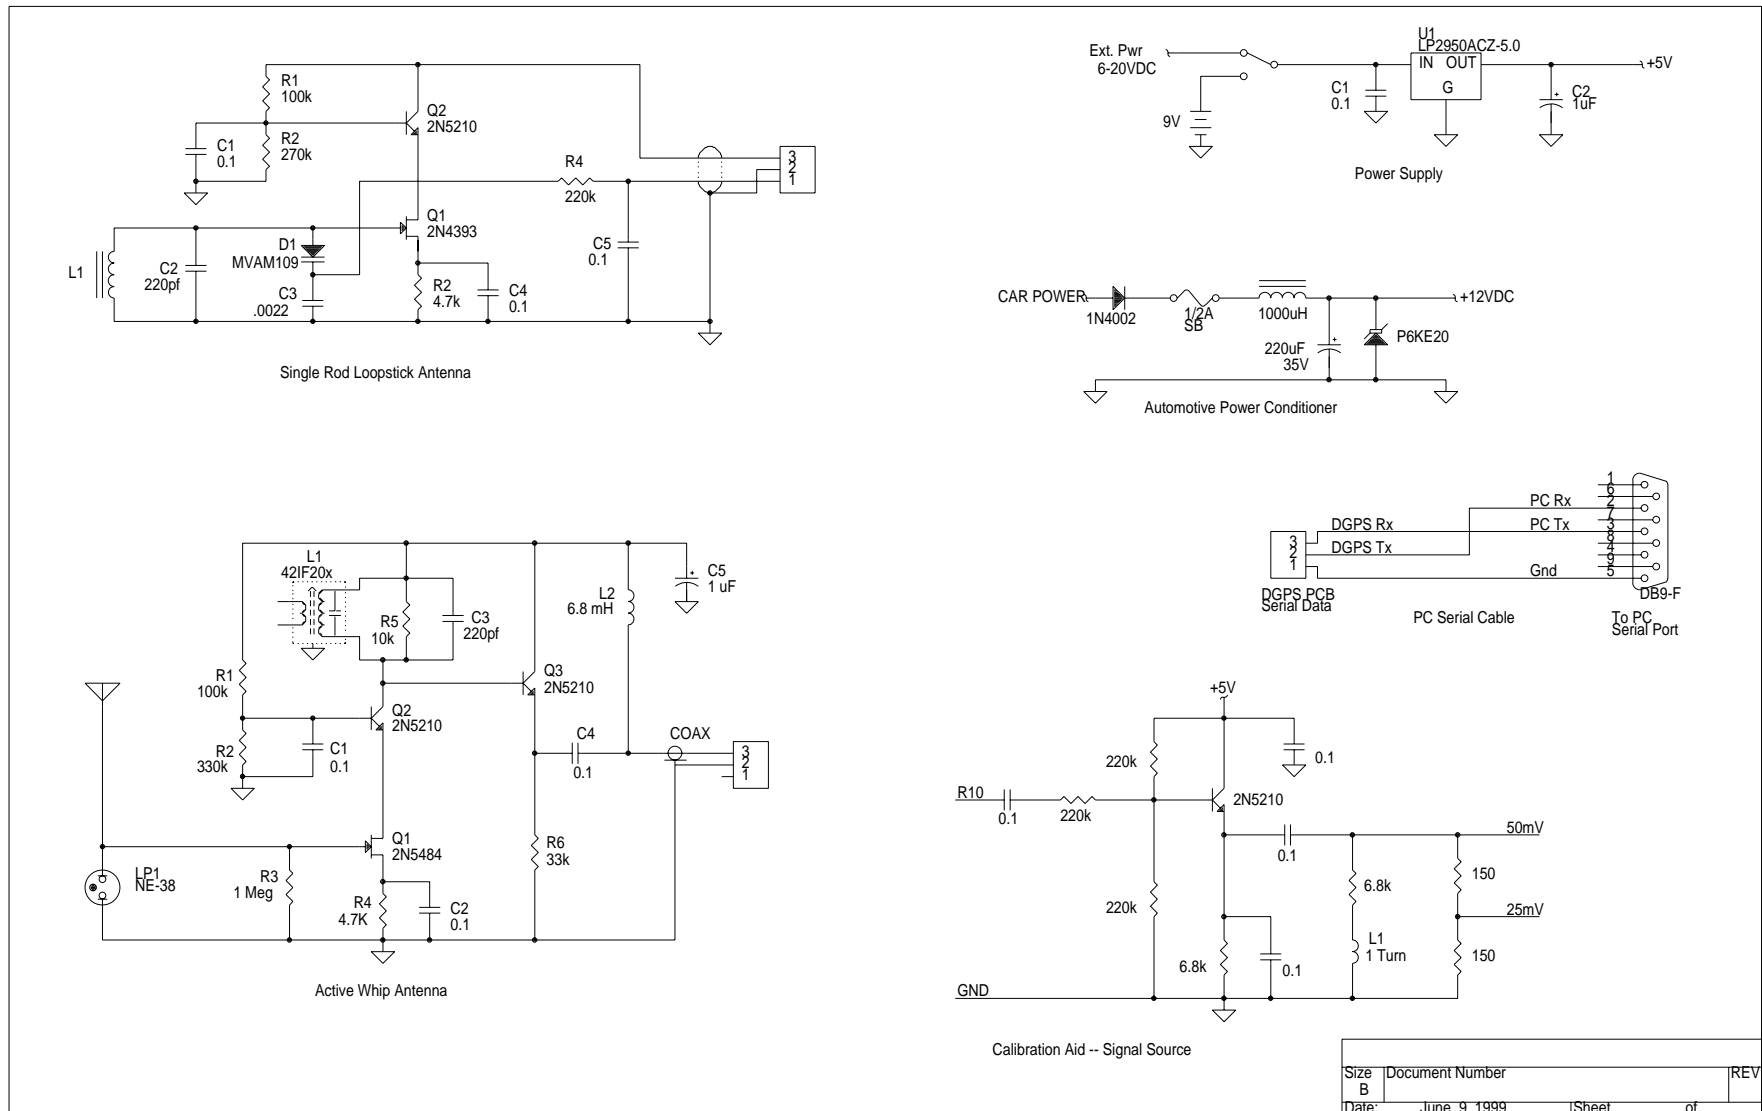 R1
100k
Q2
2N5210
C1
0.1
R2
270k
R4
220k
3
2
1
Q1
2N4393
D1
MVAM109
L1
C2
220pf
C3
.0022
R2
4.7k
C4
0.1
C5
0.1
Single Rod Loopstick Antenna
Ext. Pwr
6-20VDC
9V
U1
LP2950ACZ-5.0
IN OUT
G
C1
0.1
C2
1uF
+5V
Power Supply
CAR POWER
1N4002
1/2A
SB
1000uH
+12VDC
220uF
35V
+
P6KE20
Automotive Power Conditioner
L1
42IF20x
R5
10k
C3
220pf
L2
6.8 mH
C5
1 uF
R1
100k
Q2
2N5210
Q3
2N5210
R2
330k
C1
0.1
C4
0.1
COAX
3
2
1
Q1
2N5484
LP1
NE-38
R3
1 Meg
R4
4.7K
C2
0.1
R6
33k
Active Whip Antenna
1
6
2
7
3
8
4
9
5
PC Rx
DGPS Rx
PC Tx
DGPS Tx
Gnd
3
2
1
DGPS PCB
Serial Data
PC Serial Cable
DB9-F
To PC
Serial Port
+5V
220k
0.1
R10
0.1
220k
2N5210
0.1
50mV
6.8k
150
220k
25mV
L1
1 Turn
150
6.8k
0.1
GND
Calibration Aid -- Signal Source
Size
B
Document Number
REV
Date:
June 9, 1999
Sheet
of